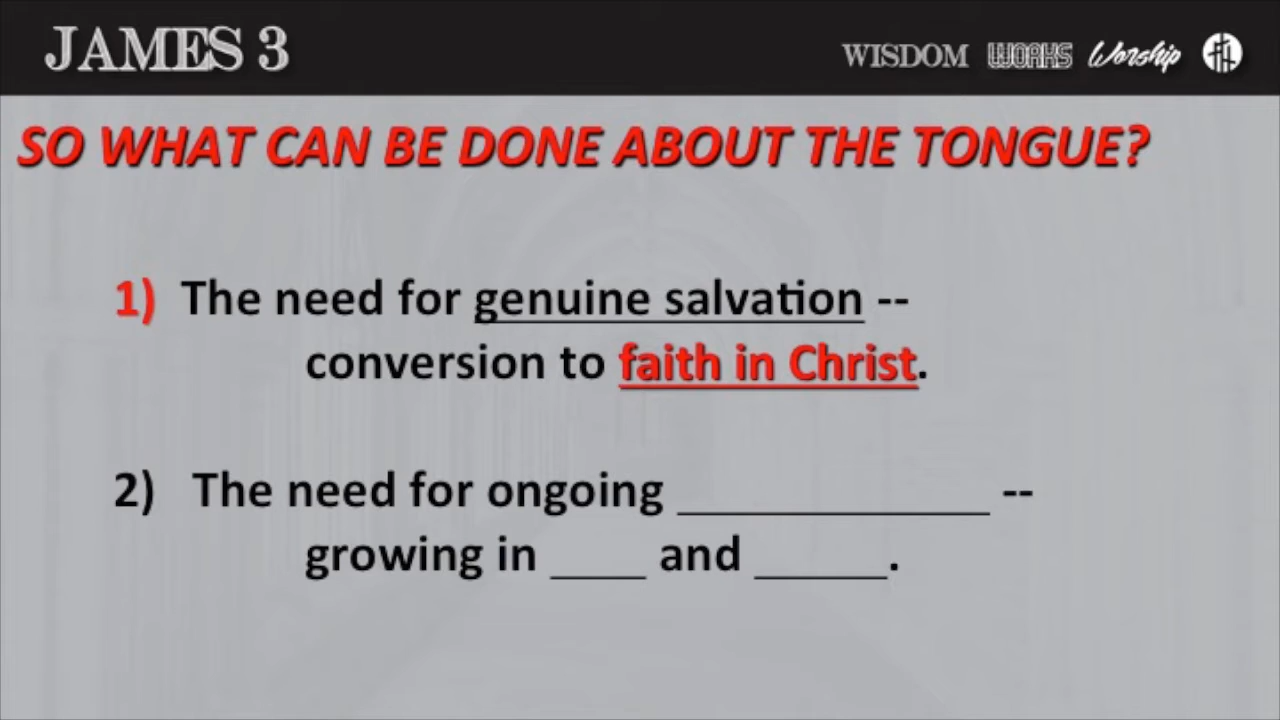 JAMES 3
WISDOM WORKS Worship
SO WHAT CAN BE DONE ABOUT THE TONGUE?
1) The need for genuine salvation --
conversion to faith in Christ.
2) The need for ongoing _____________ --
growing in ____ and _____.